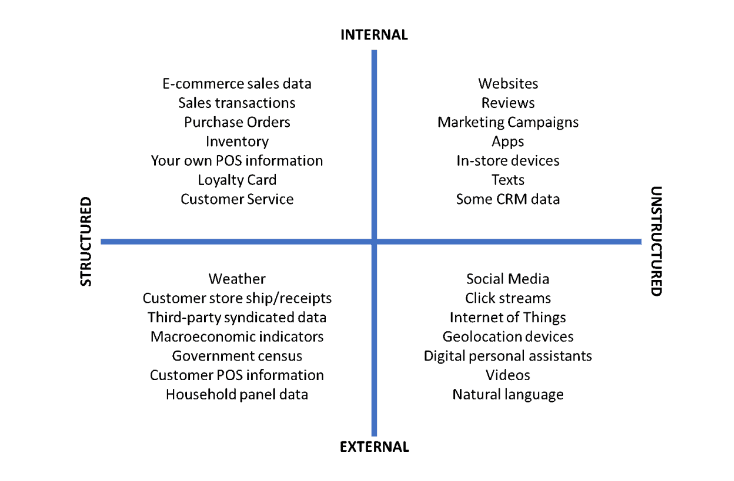 INTERNAL
E-commerce sales data
Sales transactions
Purchase Orders
Inventory
Your own POS information
Loyalty Card
Customer Service
Websites
Reviews
Marketing Campaigns
Apps
In-store devices
Texts
Some CRM data
STRUCTURED
UNSTRUCTURED
Weather
Customer store ship/receipts
Third-party syndicated data
Macroeconomic indicators
Government census
Customer POS information
Household panel data
Social Media
Click streams
Internet of Things
Geolocation devices
Digital personal assistants
Videos
Natural language
EXTERNAL